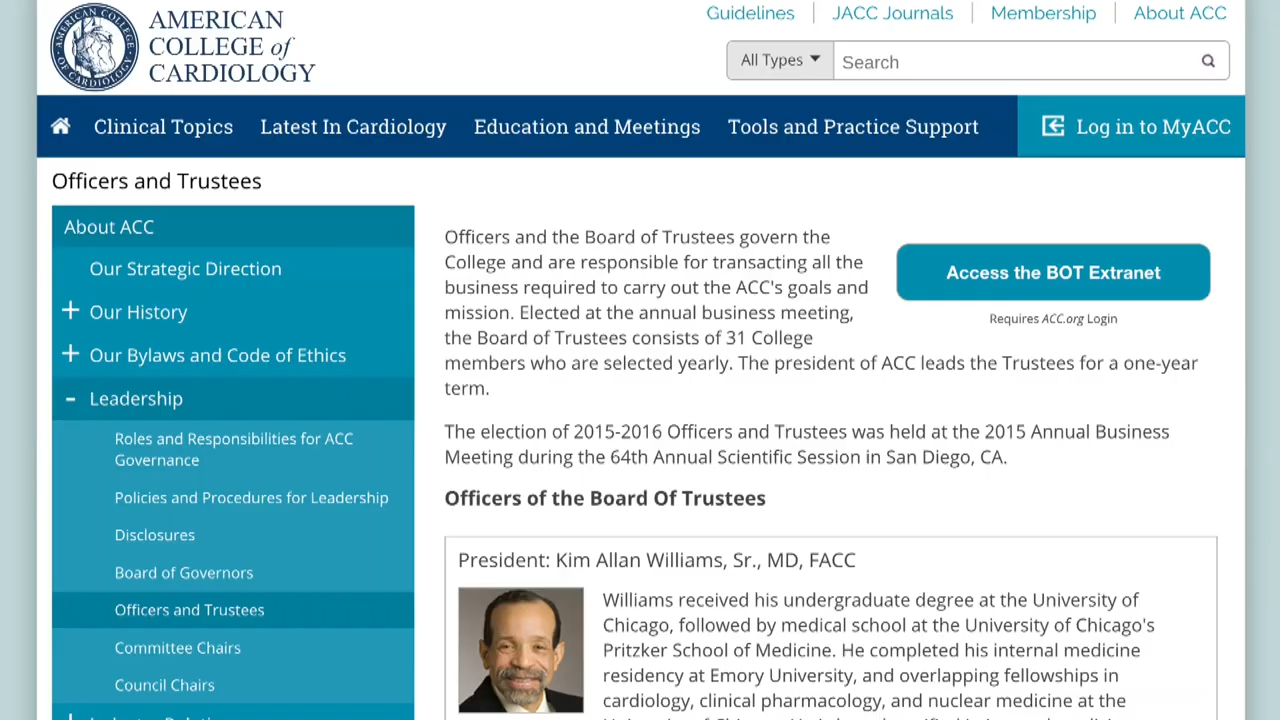 AMERICAN
COLLEGE of
CARDIOLOGY
AMERICAN COLLEGE OF CARDIOLOGY
Guidelines
JACC Journals
Membership
About ACC
All Types
Search
Clinical Topics
Latest In Cardiology
Education and Meetings
Tools and Practice Support
Log in to MyACC
Officers and Trustees
About ACC
Our Strategic Direction
+ Our History
+ Our Bylaws and Code of Ethics
- Leadership
Roles and Responsibilities for ACC
Governance
Policies and Procedures for Leadership
Disclosures
Board of Governors
Officers and Trustees
Committee Chairs
Council Chairs
Officers and the Board of Trustees govern the
College and are responsible for transacting all the
business required to carry out the ACC's goals and
mission. Elected at the annual business meeting,
the Board of Trustees consists of 31 College
members who are selected yearly. The president of ACC leads the Trustees for a one-year
term.
Access the BOT Extranet
Requires ACC.org Login
The election of 2015-2016 Officers and Trustees was held at the 2015 Annual Business
Meeting during the 64th Annual Scientific Session in San Diego, CA.
Officers of the Board Of Trustees
President: Kim Allan Williams, Sr., MD, FACC
Williams received his undergraduate degree at the University of
Chicago, followed by medical school at the University of Chicago's
Pritzker School of Medicine. He completed his internal medicine
residency at Emory University, and overlapping fellowships in
cardiology, clinical pharmacology, and nuclear medicine at the